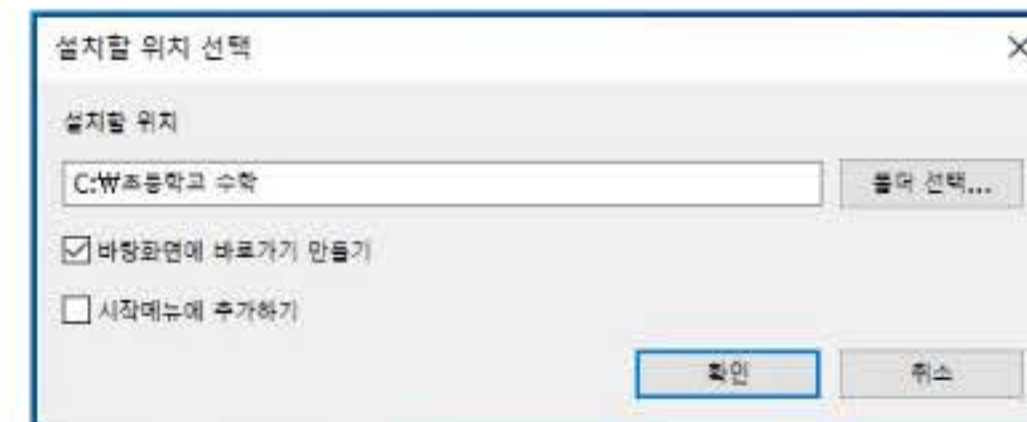 설치할 위치 선택
설치할 위치
C:₩초등학교 수학
폴더 선택...
바탕화면에 바로가기 만들기
시작메뉴에 추가하기
확인
취소